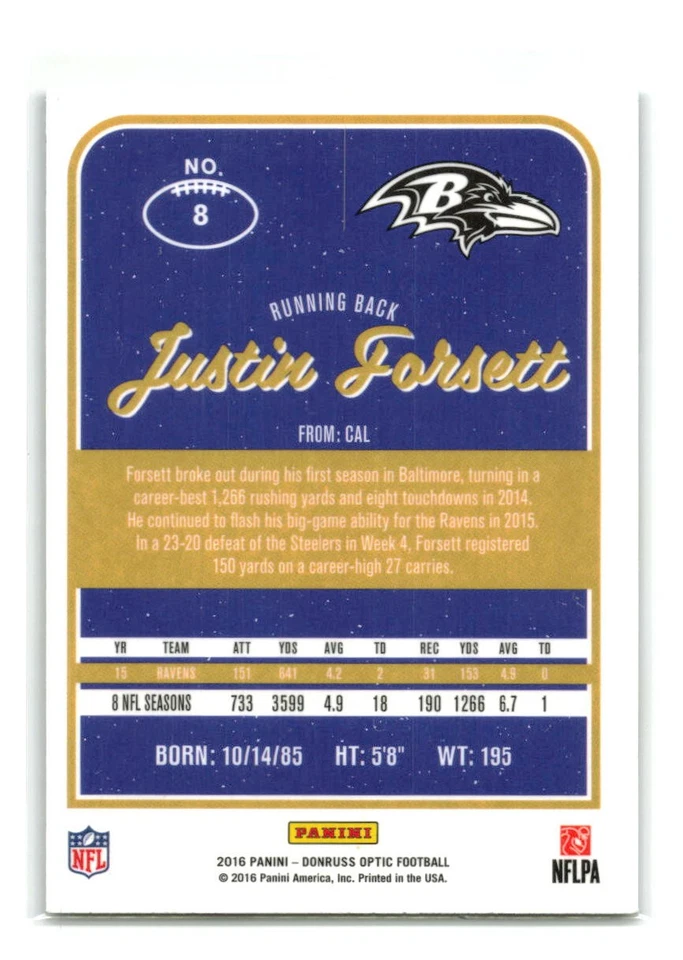 NO.
8
B
RUNNING BACK
Justin Forsett
FROM: CAL
Forsett broke out during his first season in Baltimore, turning in a
career-best 1,266 rushing yards and eight touchdowns in 2014.
He continued to flash his big-game ability for the Ravens in 2015.
In a 23-20 defeat of the Steelers in Week 4, Forsett registered
150 yards on a career-high 27 carries.
YR TEAM ATT YDS AVG TD REC YDS AVG TD
15 RAVENS 151 641 4.2 2 31 153 4.9 0
8 NFL SEASONS 733 3599 4.9 18 190 1266 6.7 1
BORN: 10/14/85 HT: 5'8" WT: 195
PANINI
NFL
2016 PANINI – DONRUSS OPTIC FOOTBALL
© 2016 Panini America, Inc. Printed in the USA.
NFLPA